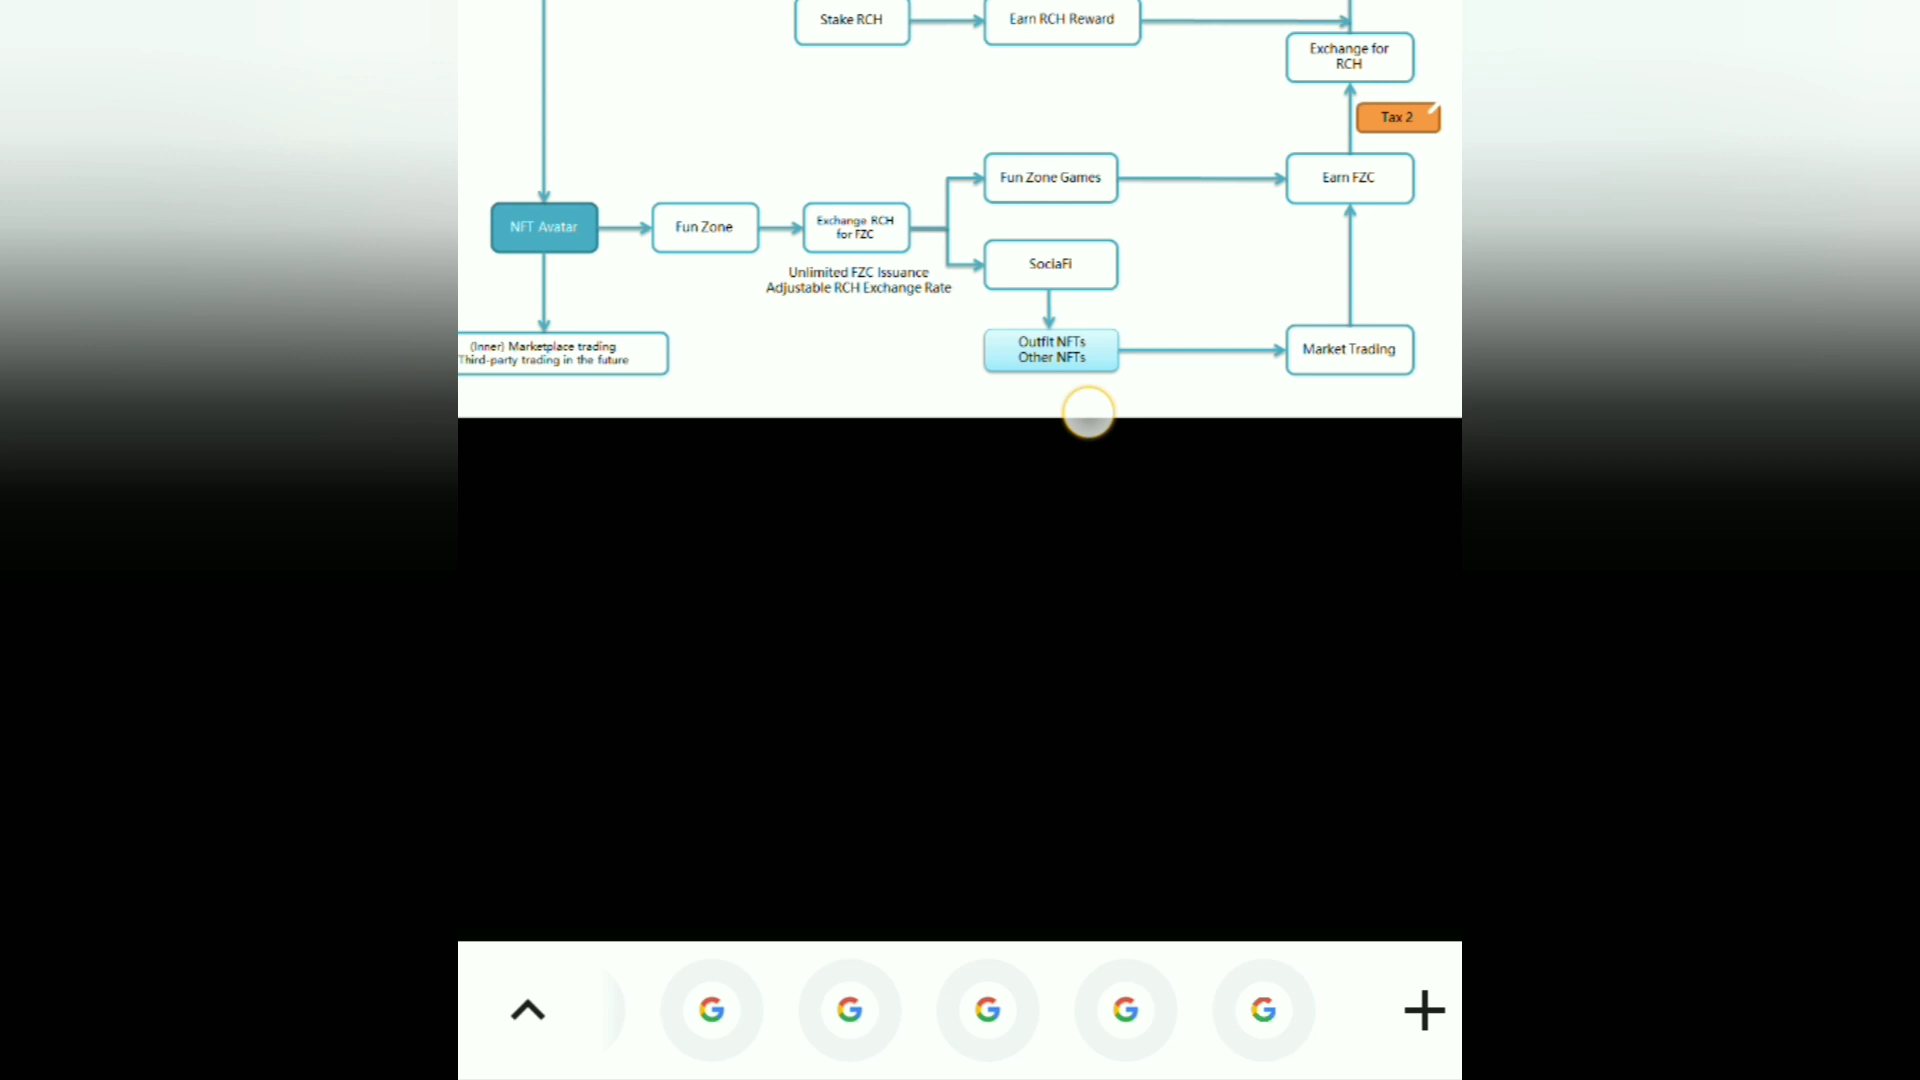 Stake RCH
Earn RCH Reward
Exchange for
RCH
Tax 2
Fun Zone Games
Earn FZC
NFT Avatar
Fun Zone
Exchange RCH
for FZC
SociaFi
Unlimited FZC Issuance
Adjustable RCH Exchange Rate
Outfit NFTs
Other NFTs
Market Trading
(Inner) Marketplace trading
Third-party trading in the future